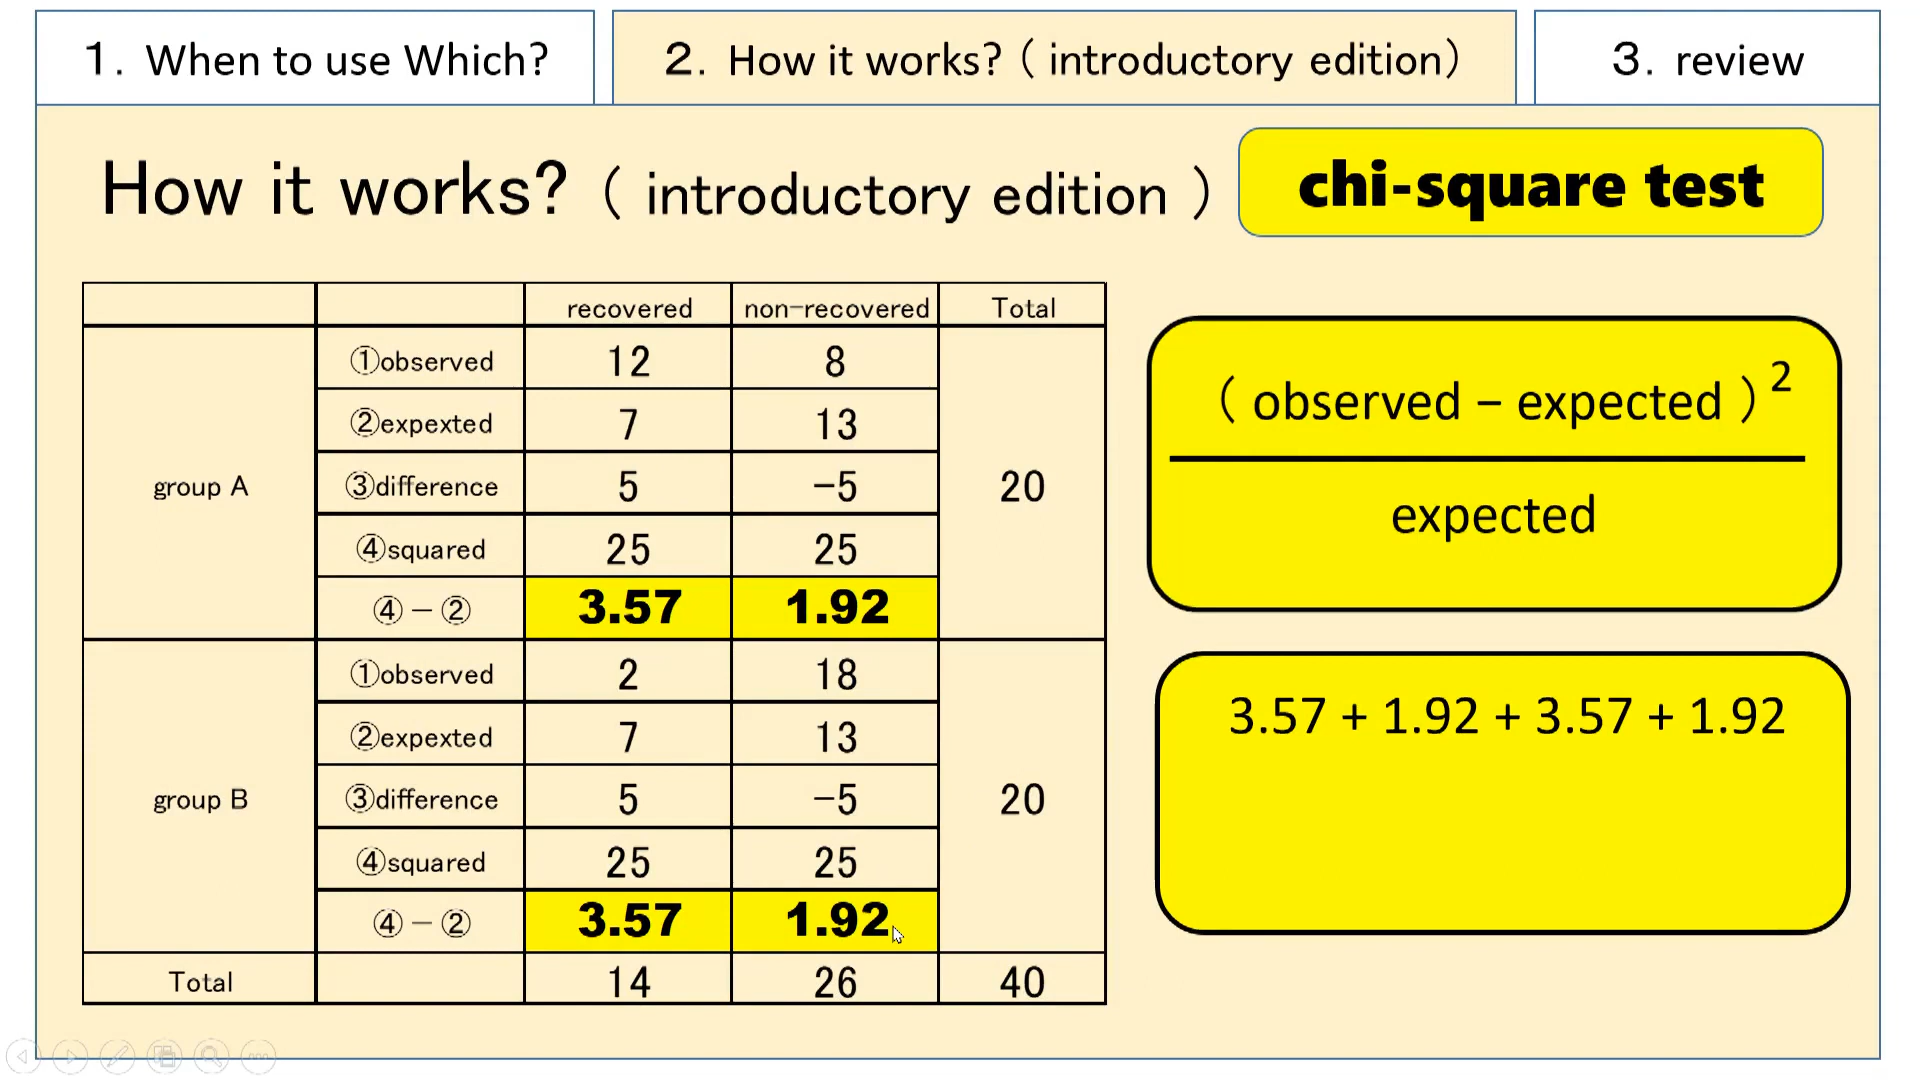 1. When to use Which?
2. How it works? ( introductory edition)
3. review
How it works? ( introductory edition )
chi-square test
recovered non-recovered Total
group A
①observed 12 8
②expexted 7 13
③difference 5 −5 20
④squared 25 25
④ − ② 3.57 1.92
group B
①observed 2 18
②expexted 7 13
③difference 5 −5 20
④squared 25 25
④ − ② 3.57 1.92
Total 14 26 40
( observed − expected )²
expected
3.57 + 1.92 + 3.57 + 1.92